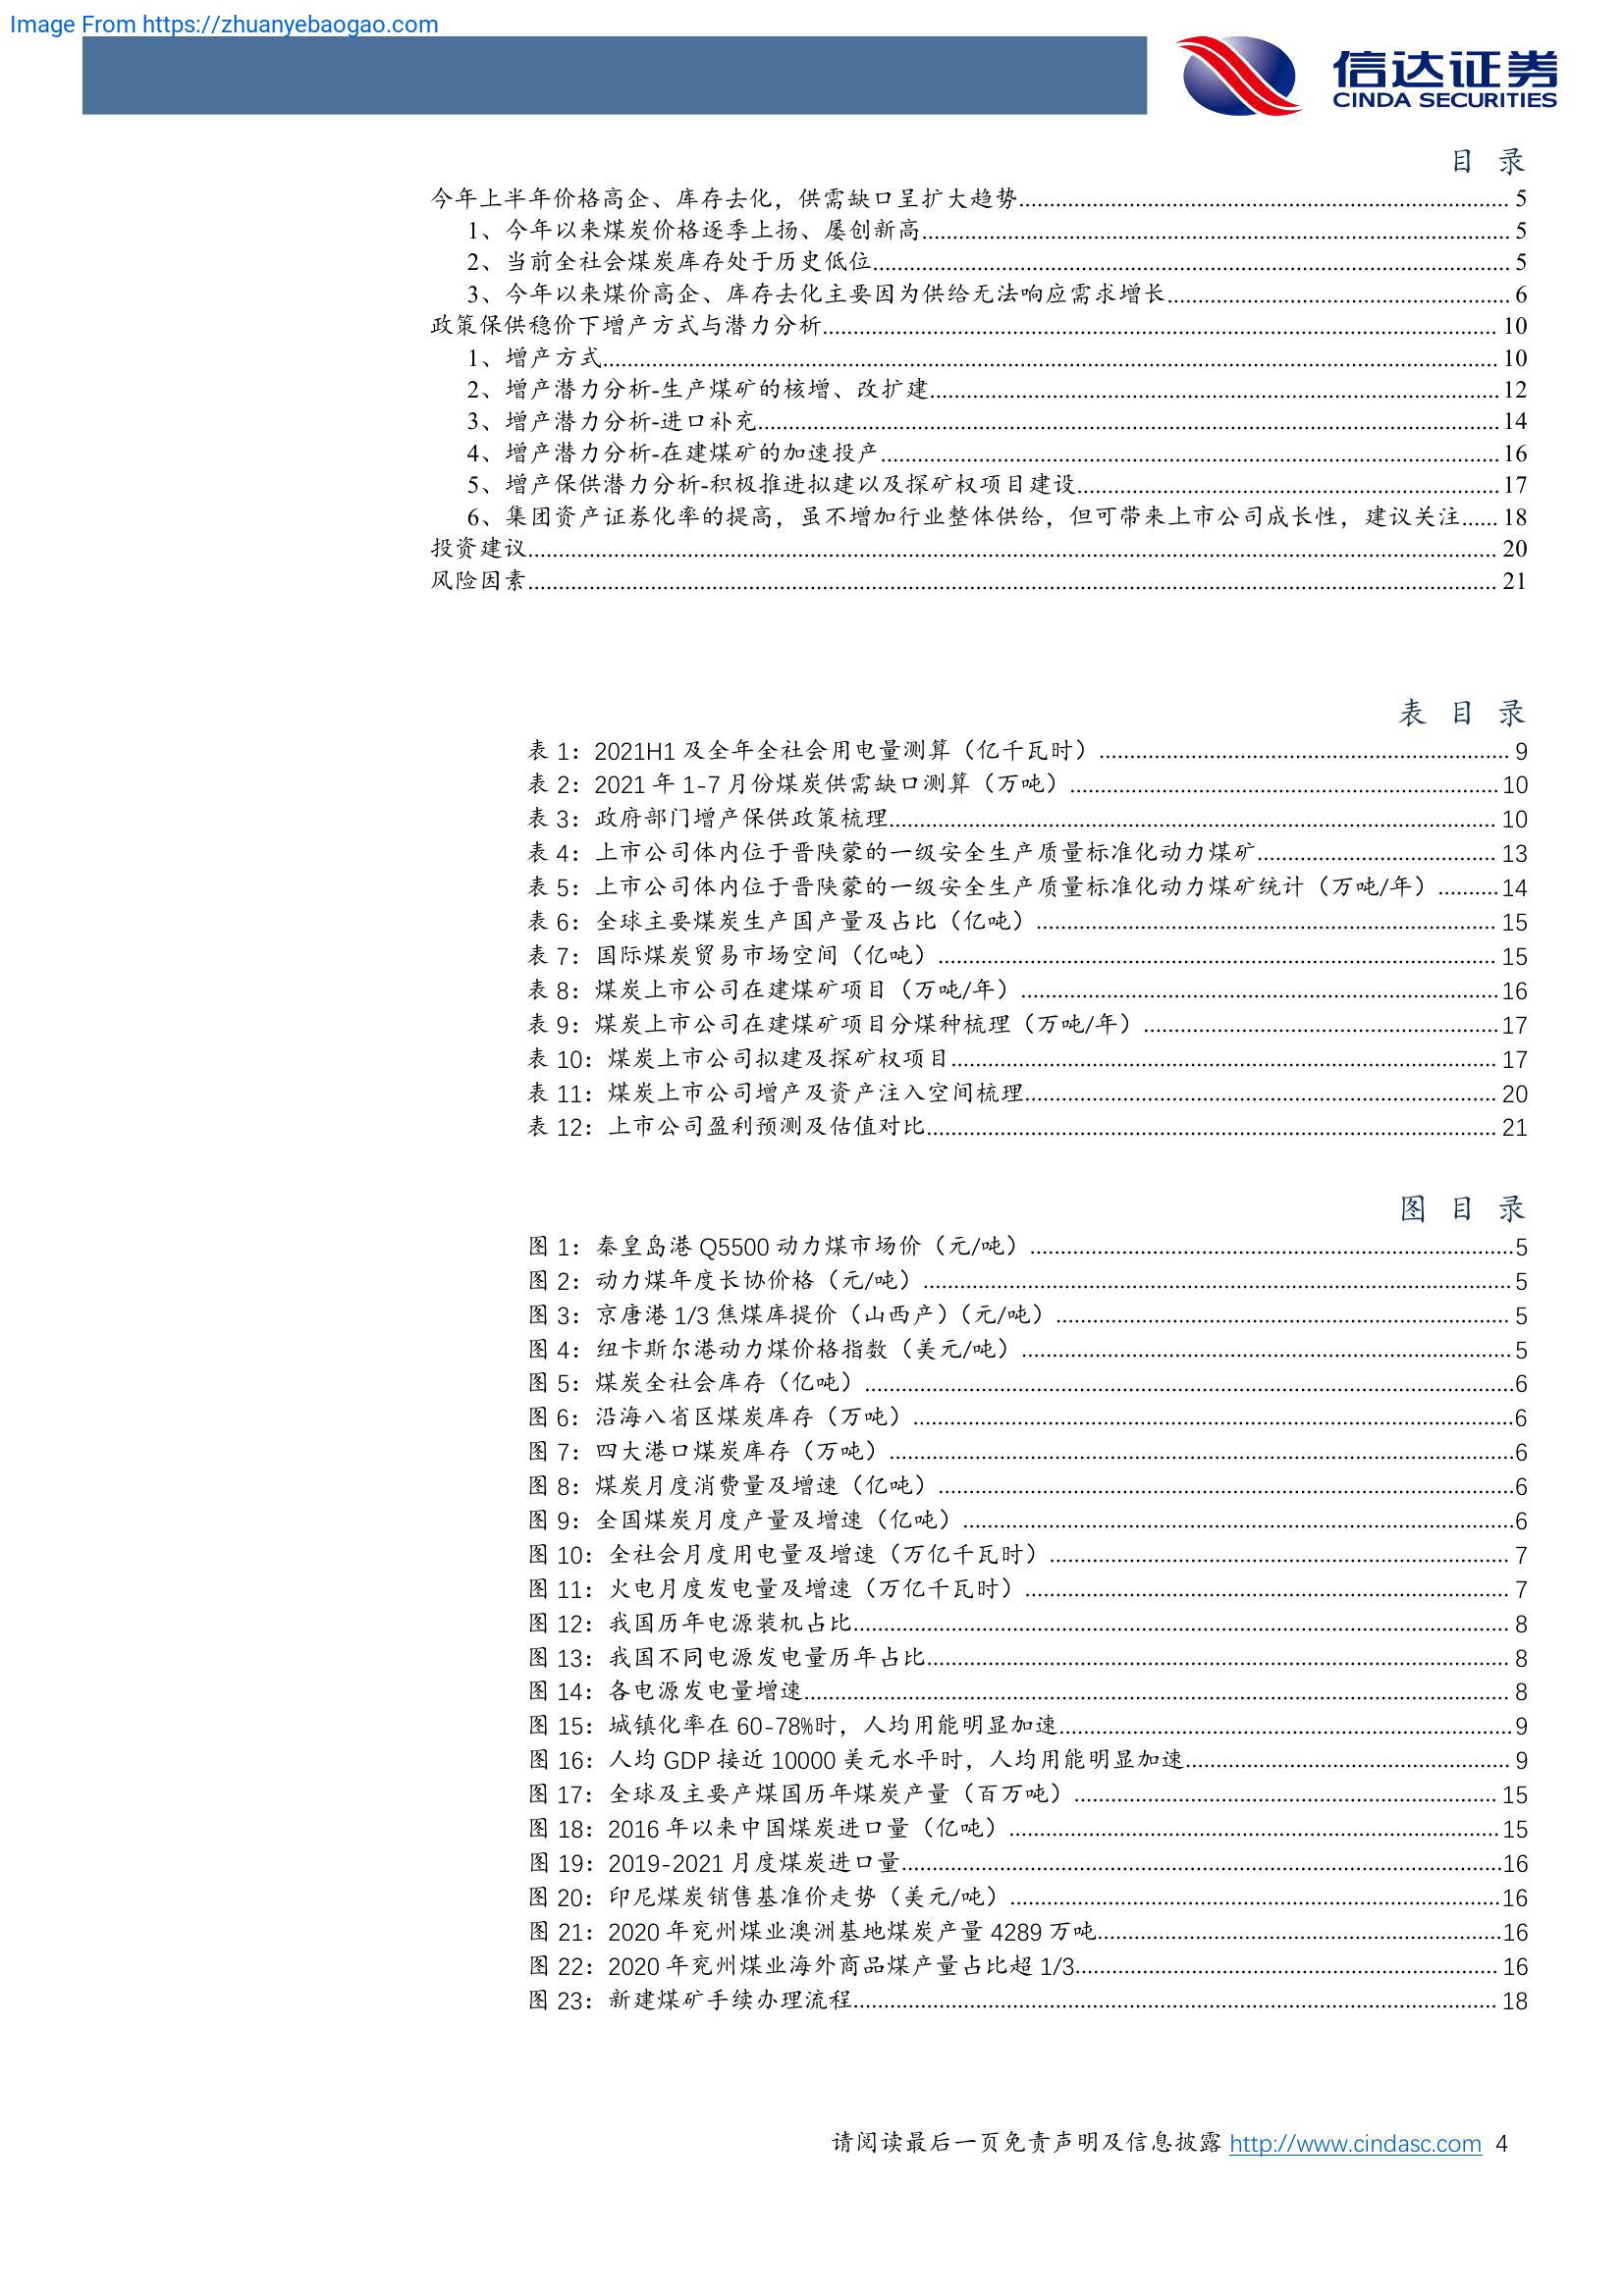 Image From https://zhuanyebaogao.com
信达证券
CINDA SECURITIES
目 录
今年上半年价格高企、库存去化，供需缺口呈扩大趋势 5
1、今年以来煤炭价格逐季上扬、屡创新高 5
2、当前全社会煤炭库存处于历史低位 5
3、今年以来煤价高企、库存去化主要因为供给无法响应需求增长 6
政策保供稳价下增产方式与潜力分析 10
1、增产方式 10
2、增产潜力分析-生产煤矿的核增、改扩建 12
3、增产潜力分析-进口补充 14
4、增产潜力分析-在建煤矿的加速投产 16
5、增产保供潜力分析-积极推进拟建以及探矿权项目建设 17
6、集团资产证券化率的提高，虽不增加行业整体供给，但可带来上市公司成长性，建议关注 18
投资建议 20
风险因素 21
表 目 录
表 1：2021H1 及全年全社会用电量测算（亿千瓦时） 9
表 2：2021 年 1-7 月份煤炭供需缺口测算（万吨） 10
表 3：政府部门增产保供政策梳理 10
表 4：上市公司体内位于晋陕蒙的一级安全生产质量标准化动力煤矿 13
表 5：上市公司体内位于晋陕蒙的一级安全生产质量标准化动力煤矿统计（万吨/年） 14
表 6：全球主要煤炭生产国产量及占比（亿吨） 15
表 7：国际煤炭贸易市场空间（亿吨） 15
表 8：煤炭上市公司在建煤矿项目（万吨/年） 16
表 9：煤炭上市公司在建煤矿项目分煤种梳理（万吨/年） 17
表 10：煤炭上市公司拟建及探矿权项目 17
表 11：煤炭上市公司增产及资产注入空间梳理 20
表 12：上市公司盈利预测及估值对比 21
图 目 录
图 1：秦皇岛港 Q5500 动力煤市场价（元/吨） 5
图 2：动力煤年度长协价格（元/吨） 5
图 3：京唐港 1/3 焦煤库提价（山西产）（元/吨） 5
图 4：纽卡斯尔港动力煤价格指数（美元/吨） 5
图 5：煤炭全社会库存（亿吨） 6
图 6：沿海八省区煤炭库存（万吨） 6
图 7：四大港口煤炭库存（万吨） 6
图 8：煤炭月度消费量及增速（亿吨） 6
图 9：全国煤炭月度产量及增速（亿吨） 6
图 10：全社会月度用电量及增速（万亿千瓦时） 7
图 11：火电月度发电量及增速（万亿千瓦时） 7
图 12：我国历年电源装机占比 8
图 13：我国不同电源发电量历年占比 8
图 14：各电源发电量增速 8
图 15：城镇化率在 60-78%时，人均用能明显加速 9
图 16：人均 GDP 接近 10000 美元水平时，人均用能明显加速 9
图 17：全球及主要产煤国历年煤炭产量（百万吨） 15
图 18：2016 年以来中国煤炭进口量（亿吨） 15
图 19：2019-2021 月度煤炭进口量 16
图 20：印尼煤炭销售基准价走势（美元/吨） 16
图 21：2020 年兖州煤业澳洲基地煤炭产量 4289 万吨 16
图 22：2020 年兖州煤业海外商品煤产量占比超 1/3 16
图 23：新建煤矿手续办理流程 18
请阅读最后一页免责声明及信息披露 http://www.cindasc.com 4